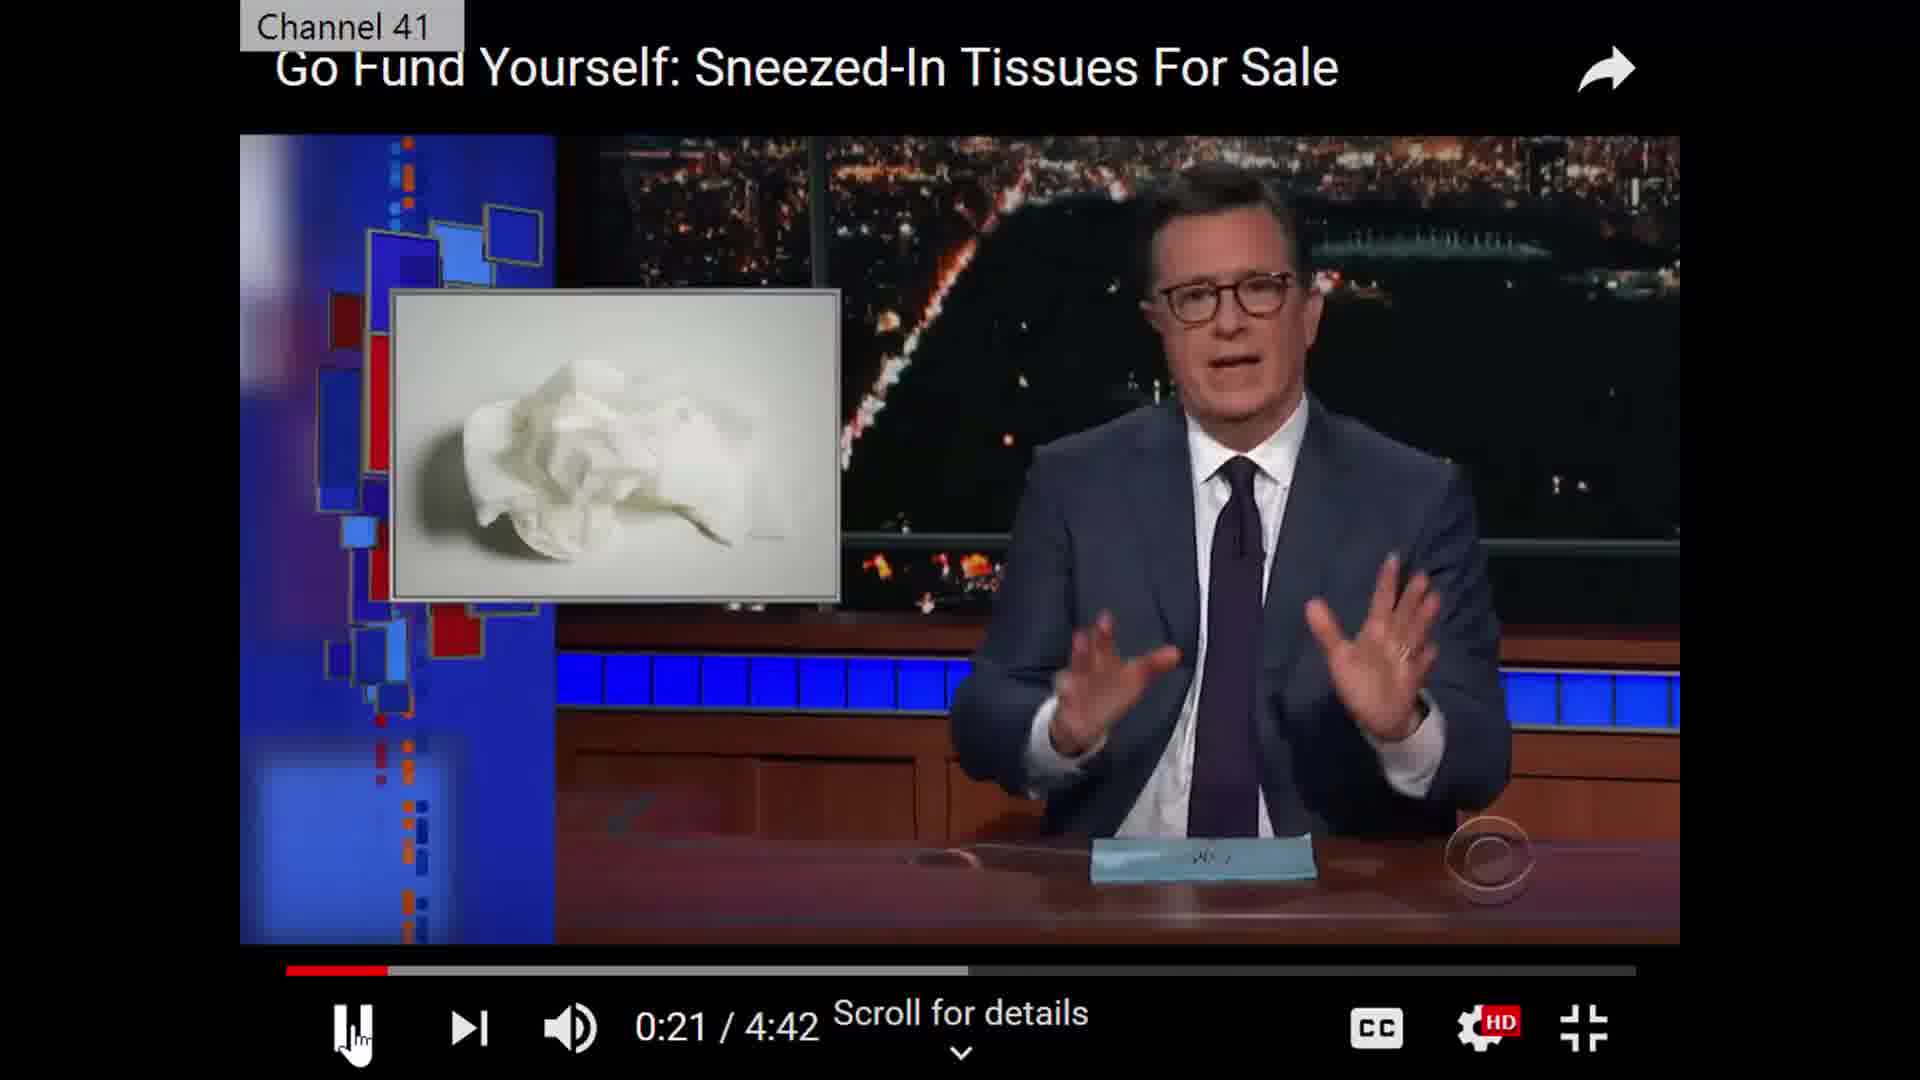 Channel 41
Go Fund Yourself: Sneezed-In Tissues For Sale
0:21 / 4:42
Scroll for details
CC
HD